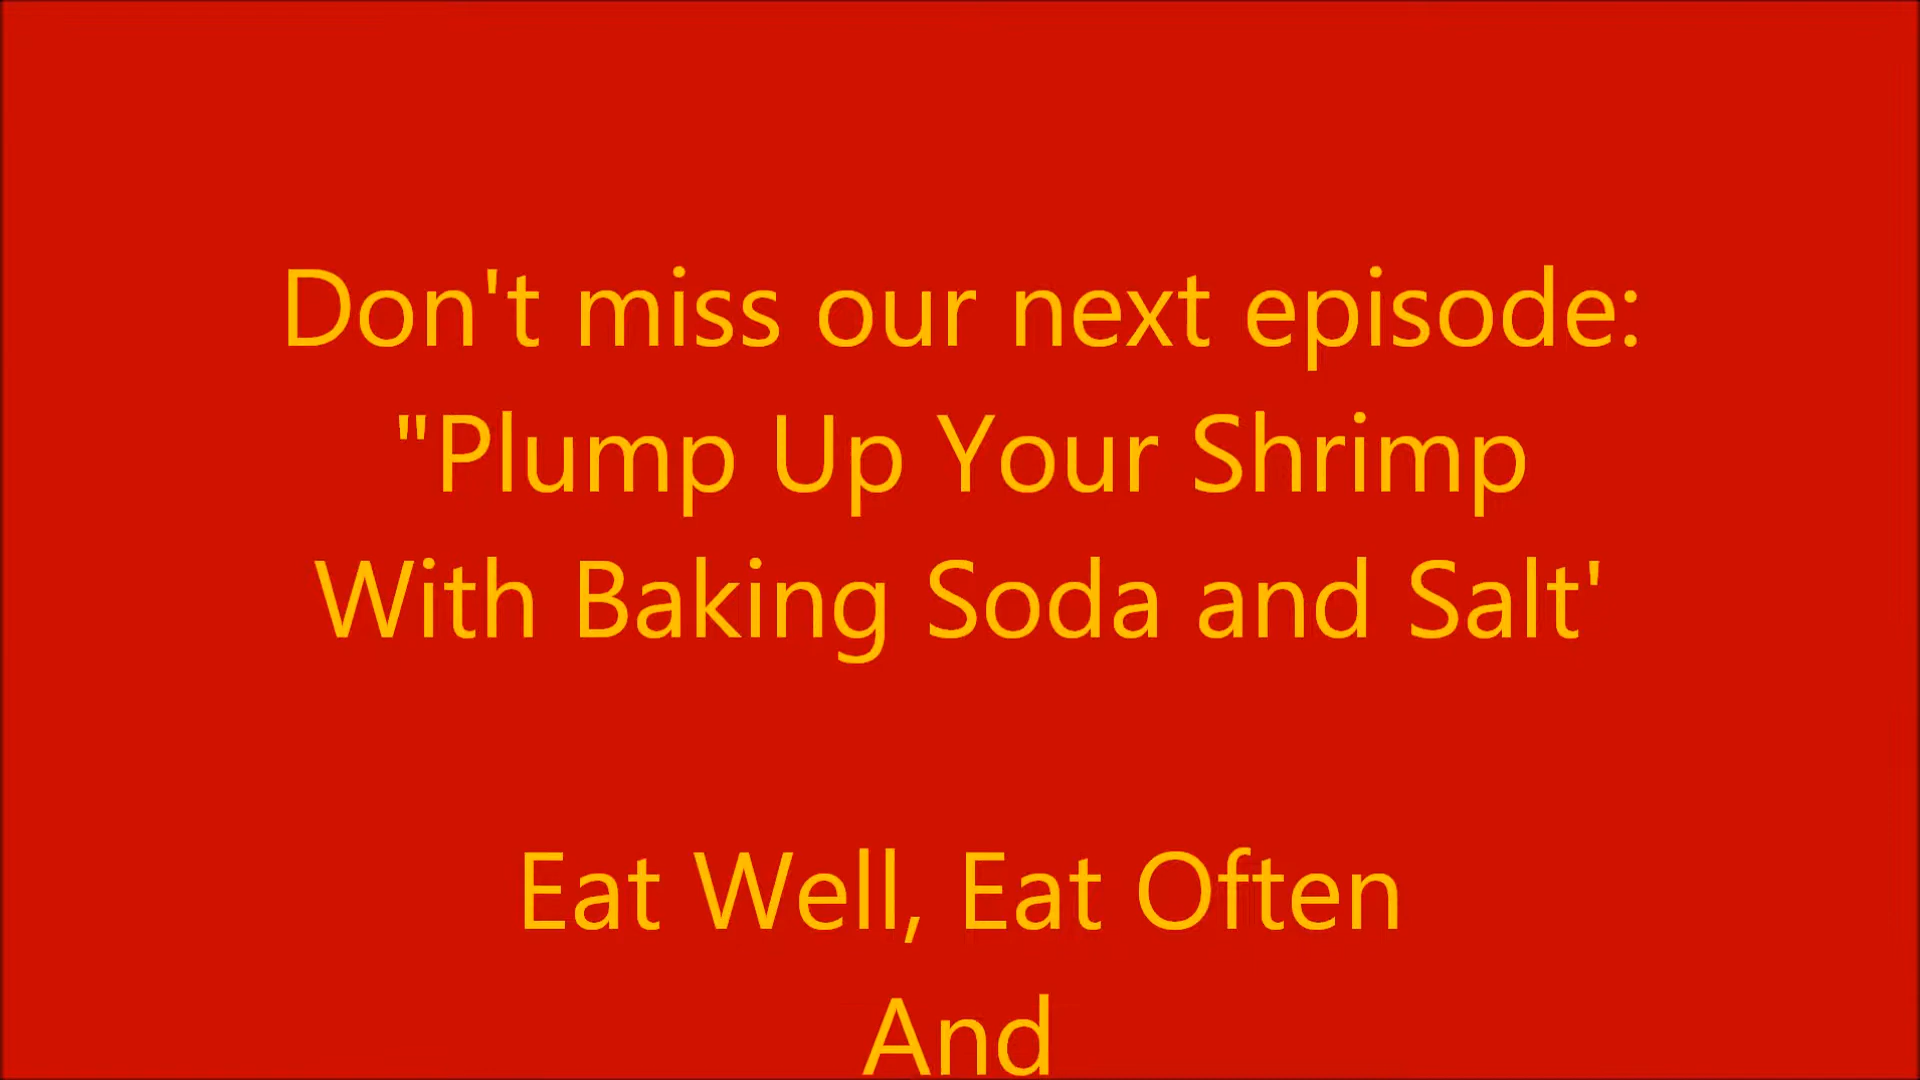 Don't miss our next episode:
"Plump Up Your Shrimp
With Baking Soda and Salt'
Eat Well, Eat Often
And